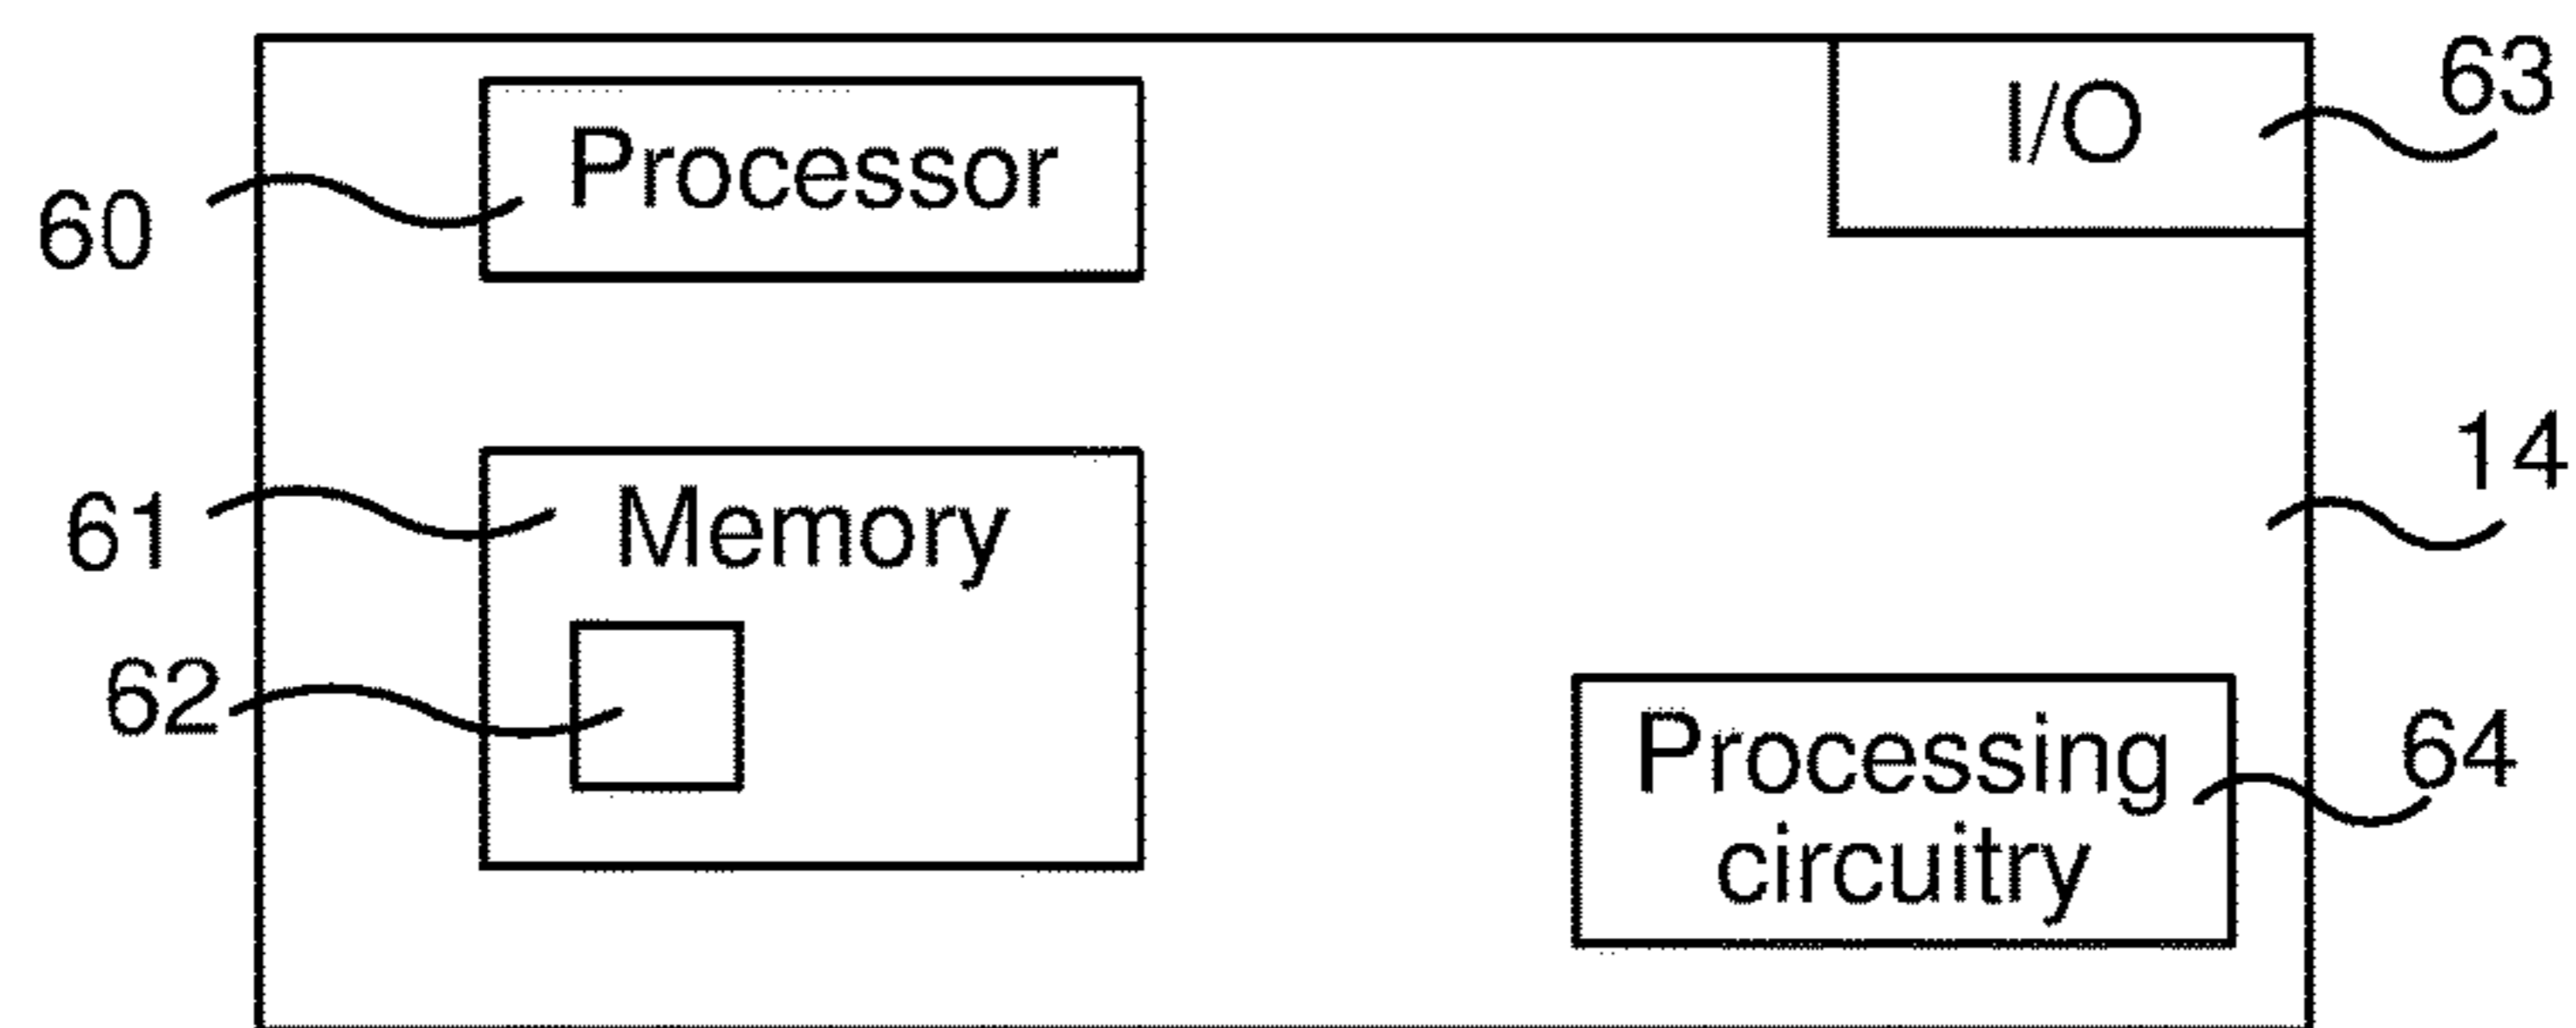 63
I/O
Processor
60
14
61
Memory
62
Processing
circuitry
64